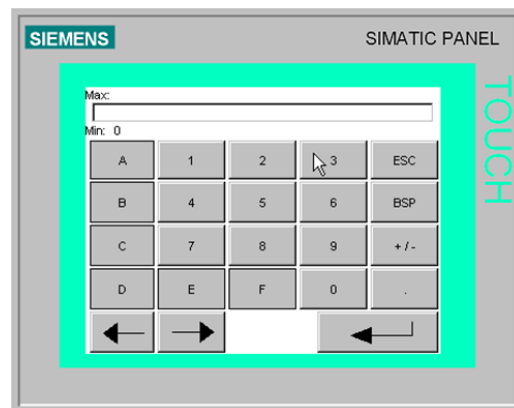 SIEMENS SIMATIC PANEL
TOUCH
Max:
Min: 0
A 1 2 3 ESC
B 4 5 6 BSP
C 7 8 9 +/-
D E F 0 .